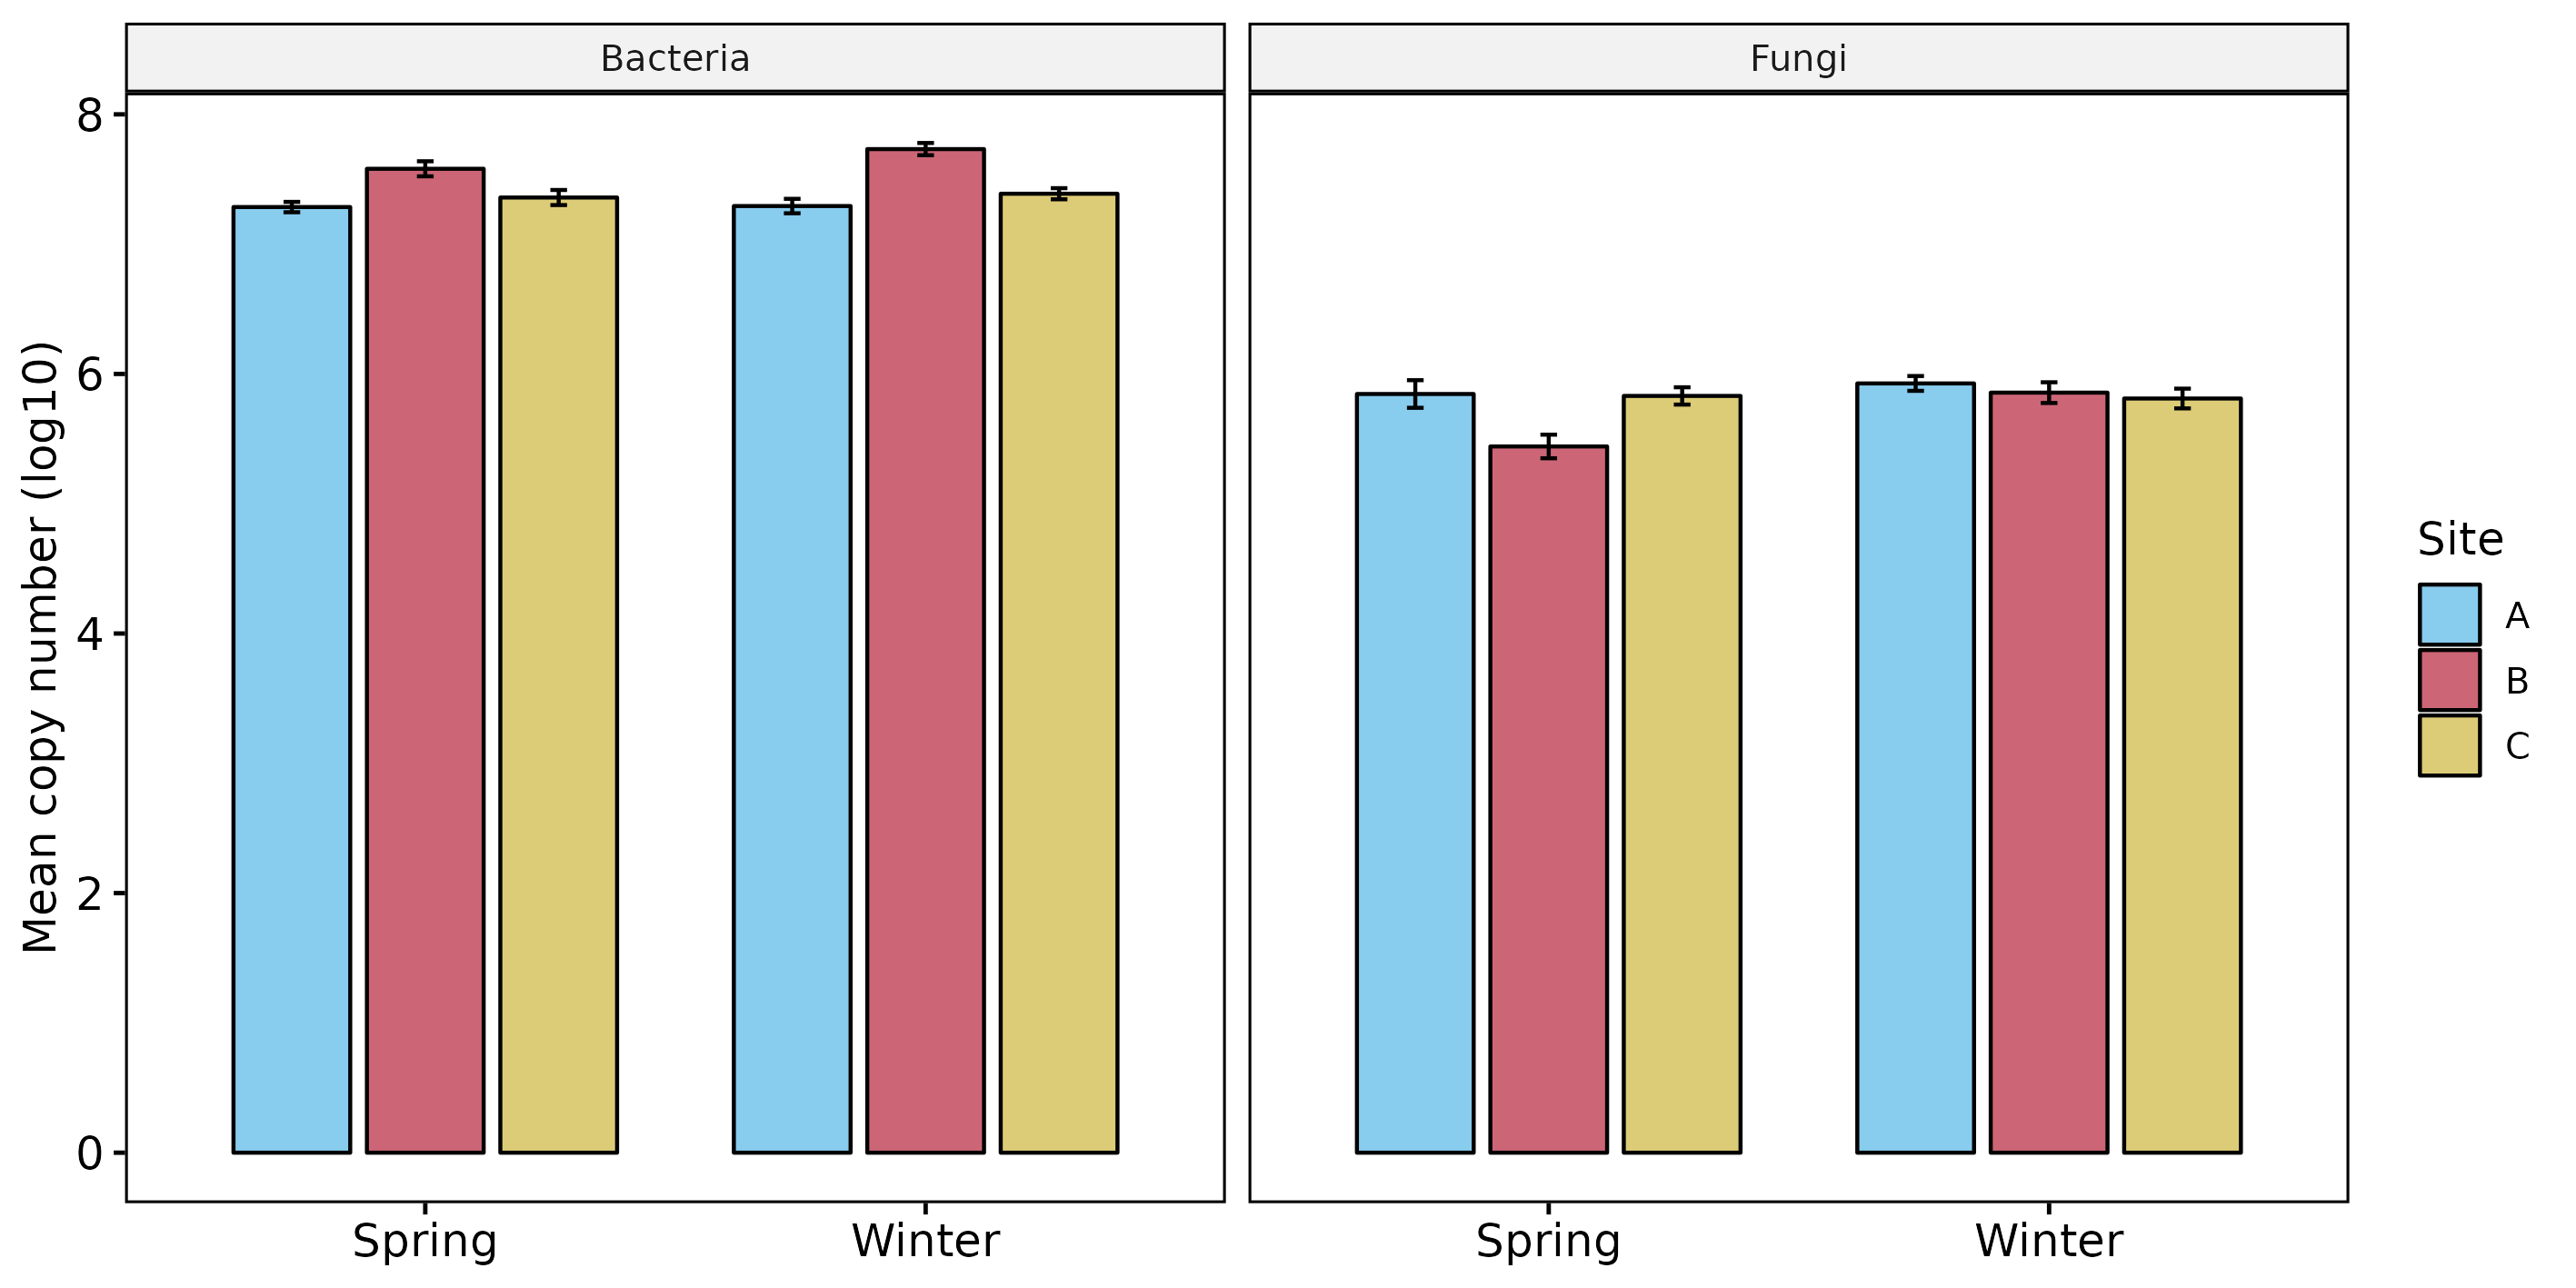 Bacteria
Fungi
Mean copy number (log10)
8
6
4
2
0
Spring
Winter
Spring
Winter
Site
A
B
C